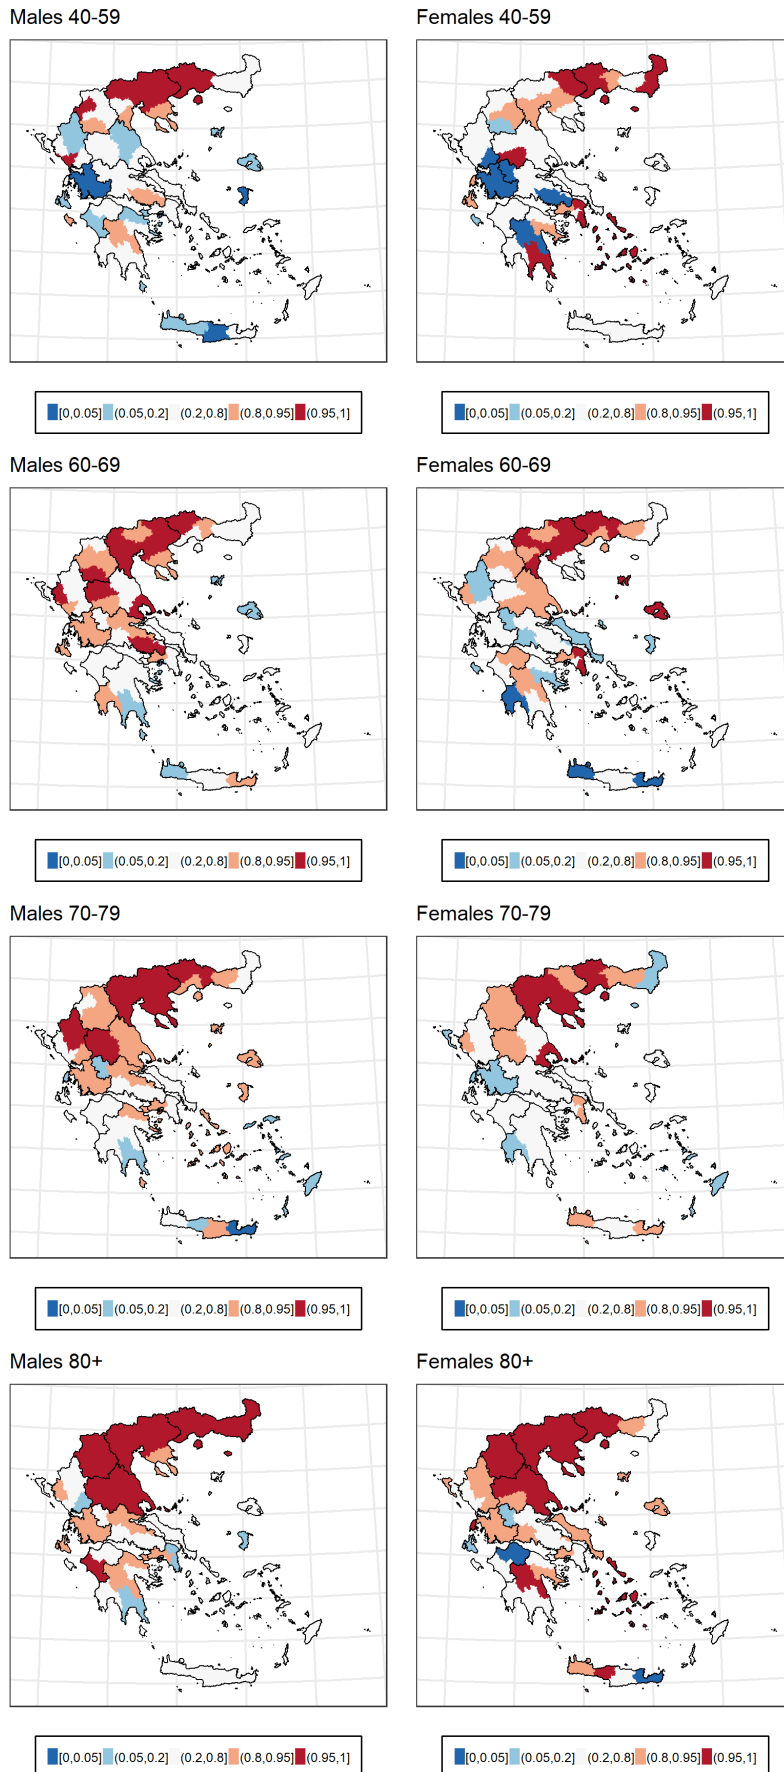 Males 40-59 Females 40-59
[0,0.05] (0.05,0.2] (0.2,0.8] (0.8,0.95] (0.95,1] [0,0.05] (0.05,0.2] (0.2,0.8] (0.8,0.95] (0.95,1]
Males 60-69 Females 60-69
[0,0.05] (0.05,0.2] (0.2,0.8] (0.8,0.95] (0.95,1] [0,0.05] (0.05,0.2] (0.2,0.8] (0.8,0.95] (0.95,1]
Males 70-79 Females 70-79
[0,0.05] (0.05,0.2] (0.2,0.8] (0.8,0.95] (0.95,1] [0,0.05] (0.05,0.2] (0.2,0.8] (0.8,0.95] (0.95,1]
Males 80+ Females 80+
[0,0.05] (0.05,0.2] (0.2,0.8] (0.8,0.95] (0.95,1] [0,0.05] (0.05,0.2] (0.2,0.8] (0.8,0.95] (0.95,1]